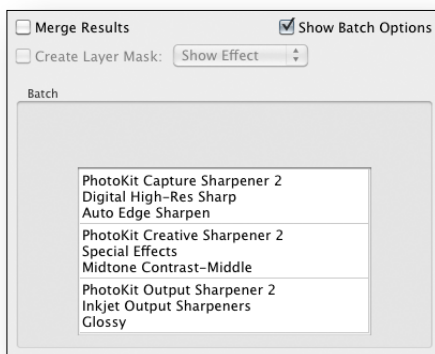 Merge Results Show Batch Options
Create Layer Mask: Show Effect
Batch
PhotoKit Capture Sharpener 2
Digital High-Res Sharp
Auto Edge Sharpen
PhotoKit Creative Sharpener 2
Special Effects
Midtone Contrast-Middle
PhotoKit Output Sharpener 2
Inkjet Output Sharpeners
Glossy